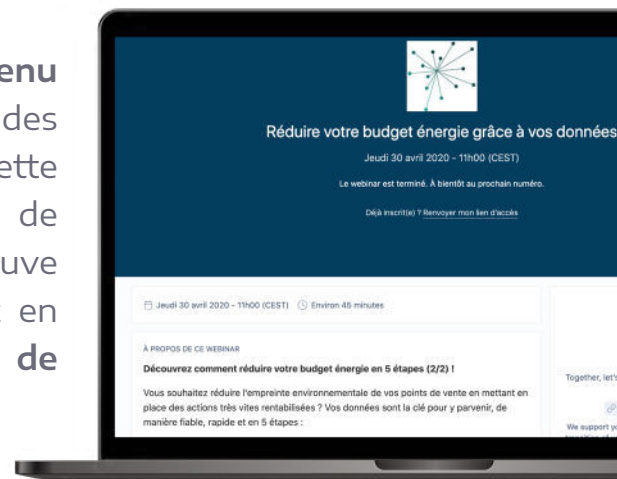 enu
des
ette
de
uve
en
de
Réduire votre budget énergie grâce à vos données
Jeudi 30 avril 2020 - 11h00 (CEST)
Le webinar est terminé. À bientôt au prochain numéro.
Déjà inscrit(e) ? Renvoyer mon lien d'accès
Jeudi 30 avril 2020 - 11h00 (CEST) Environ 45 minutes
À PROPOS DE CE WEBINAR
Découvrez comment réduire votre budget énergie en 5 étapes (2/2) !
Vous souhaitez réduire l'empreinte environnementale de vos points de vente en mettant en
place des actions très vites rentabilisées ? Vos données sont la clé pour y parvenir, de
manière fiable, rapide et en 5 étapes :
Together, let's
We support yo